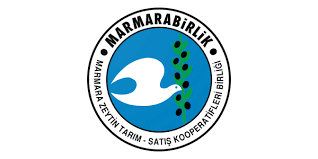 MARMARABİRLİK
MARMARA ZEYTİN TARIM - SATIŞ KOOPERATİFLERİ BİRLİĞİ